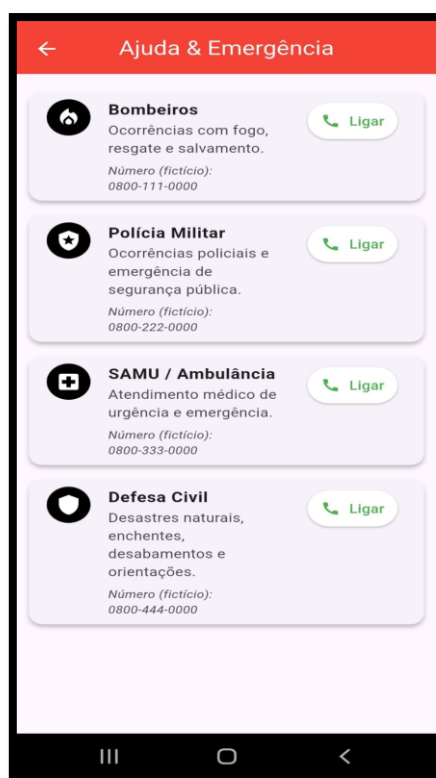 Ajuda & Emergência
Bombeiros
Ocorrências com fogo,
resgate e salvamento.
Número (fictício):
0800-111-0000
Ligar
Polícia Militar
Ocorrências policiais e
emergência de
segurança pública.
Número (fictício):
0800-222-0000
Ligar
SAMU / Ambulância
Atendimento médico de
urgência e emergência.
Número (fictício):
0800-333-0000
Ligar
Defesa Civil
Desastres naturais,
enchentes,
desabamentos e
orientações.
Número (fictício):
0800-444-0000
Ligar